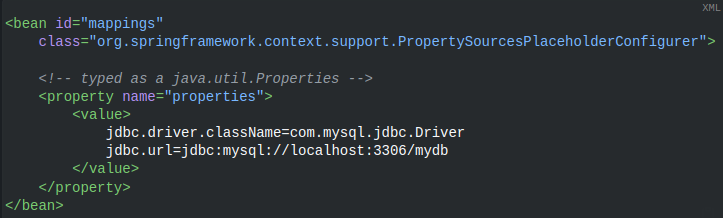 XML
<bean id="mappings"
    class="org.springframework.context.support.PropertySourcesPlaceholderConfigurer">

    <!-- typed as a java.util.Properties -->
    <property name="properties">
        <value>
            jdbc.driver.className=com.mysql.jdbc.Driver
            jdbc.url=jdbc:mysql://localhost:3306/mydb
        </value>
    </property>
</bean>